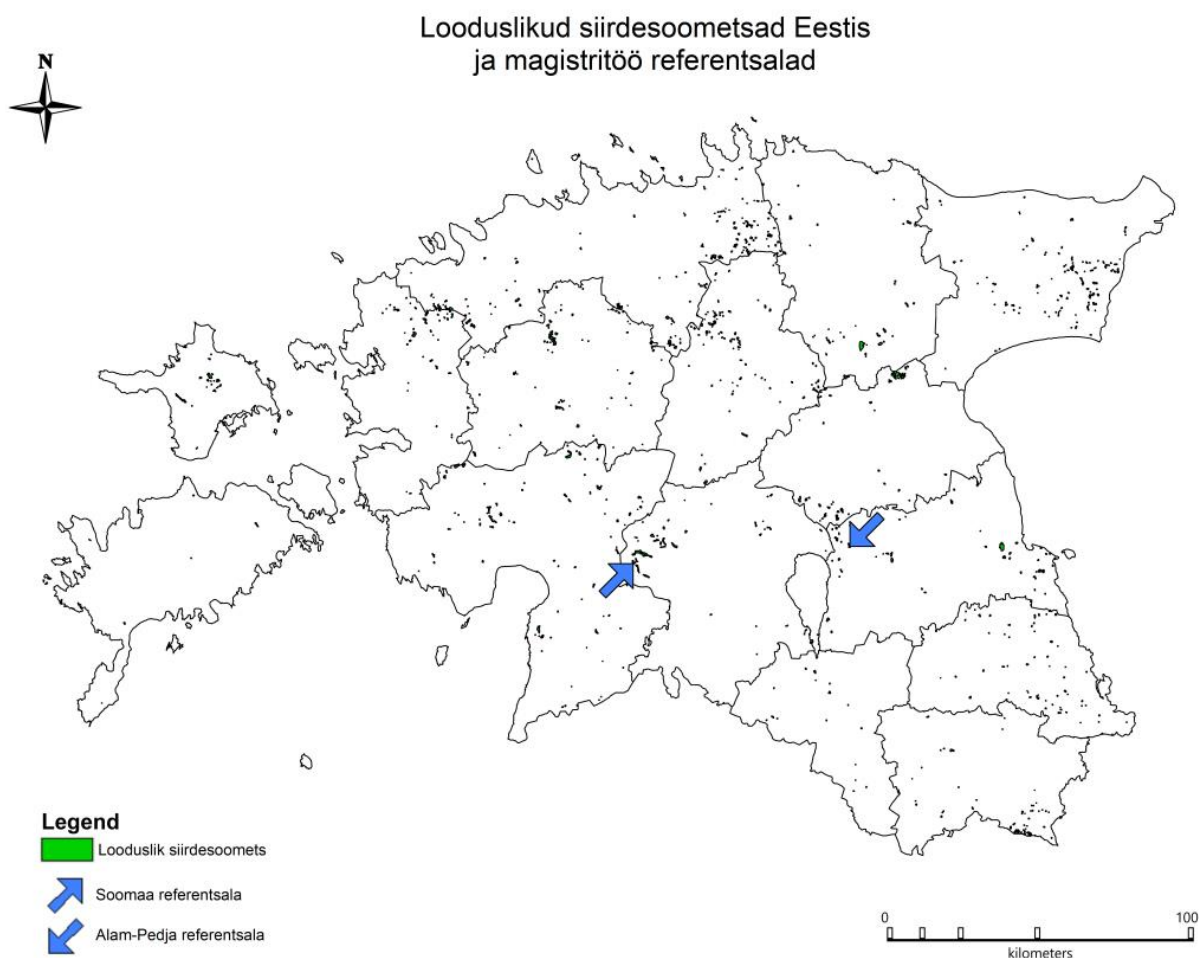 Looduslikud siirdesoometsad Eestis
ja magistritöö referentsalad
N
Legend
Looduslik siirdesoomets
Soomaa referentsala
Alam-Pedja referentsala
0 100
kilometers